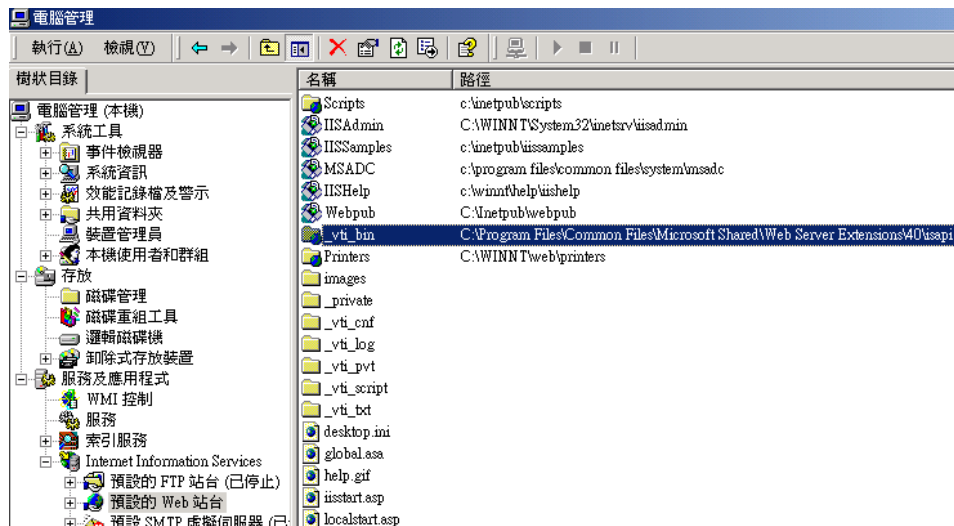 電腦管理
執行(A) 檢視(V)
樹狀目錄
電腦管理 (本機)
系統工具
事件檢視器
系統資訊
效能記錄檔及警示
共用資料夾
裝置管理員
本機使用者和群組
存放
磁碟管理
磁碟重組工具
邏輯磁碟機
卸除式存放裝置
服務及應用程式
WMI 控制
服務
索引服務
Internet Information Services
預設的 FTP 站台 (已停止)
預設的 Web 站台
預設 SMTP 虛擬伺服器 (已
名稱 路徑
Scripts c:\inetpub\scripts
IISAdmin C:\WINNT\System32\inetsrv\iisadmin
IISSamples c:\inetpub\iissamples
MSADC c:\program files\common files\system\msadc
IISHelp c:\winnt\help\iishelp
Webpub C:\Inetpub\webpub
_vti_bin C:\Program Files\Common Files\Microsoft Shared\Web Server Extensions\40\isapi
Printers C:\WINNT\web\printers
images
_private
_vti_cnf
_vti_log
_vti_pvt
_vti_script
_vti_txt
desktop.ini
global.asa
help.gif
iisstart.asp
localstart.asp